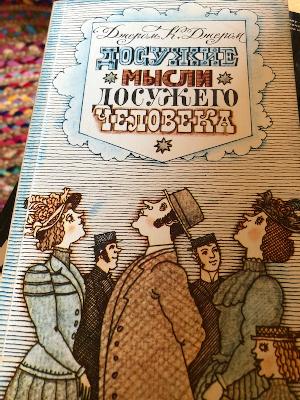 Джером К. Джером
ДОСУЖИЕ
МЫСЛИ
ДОСУЖЕГО
ЧЕЛОВЕКА